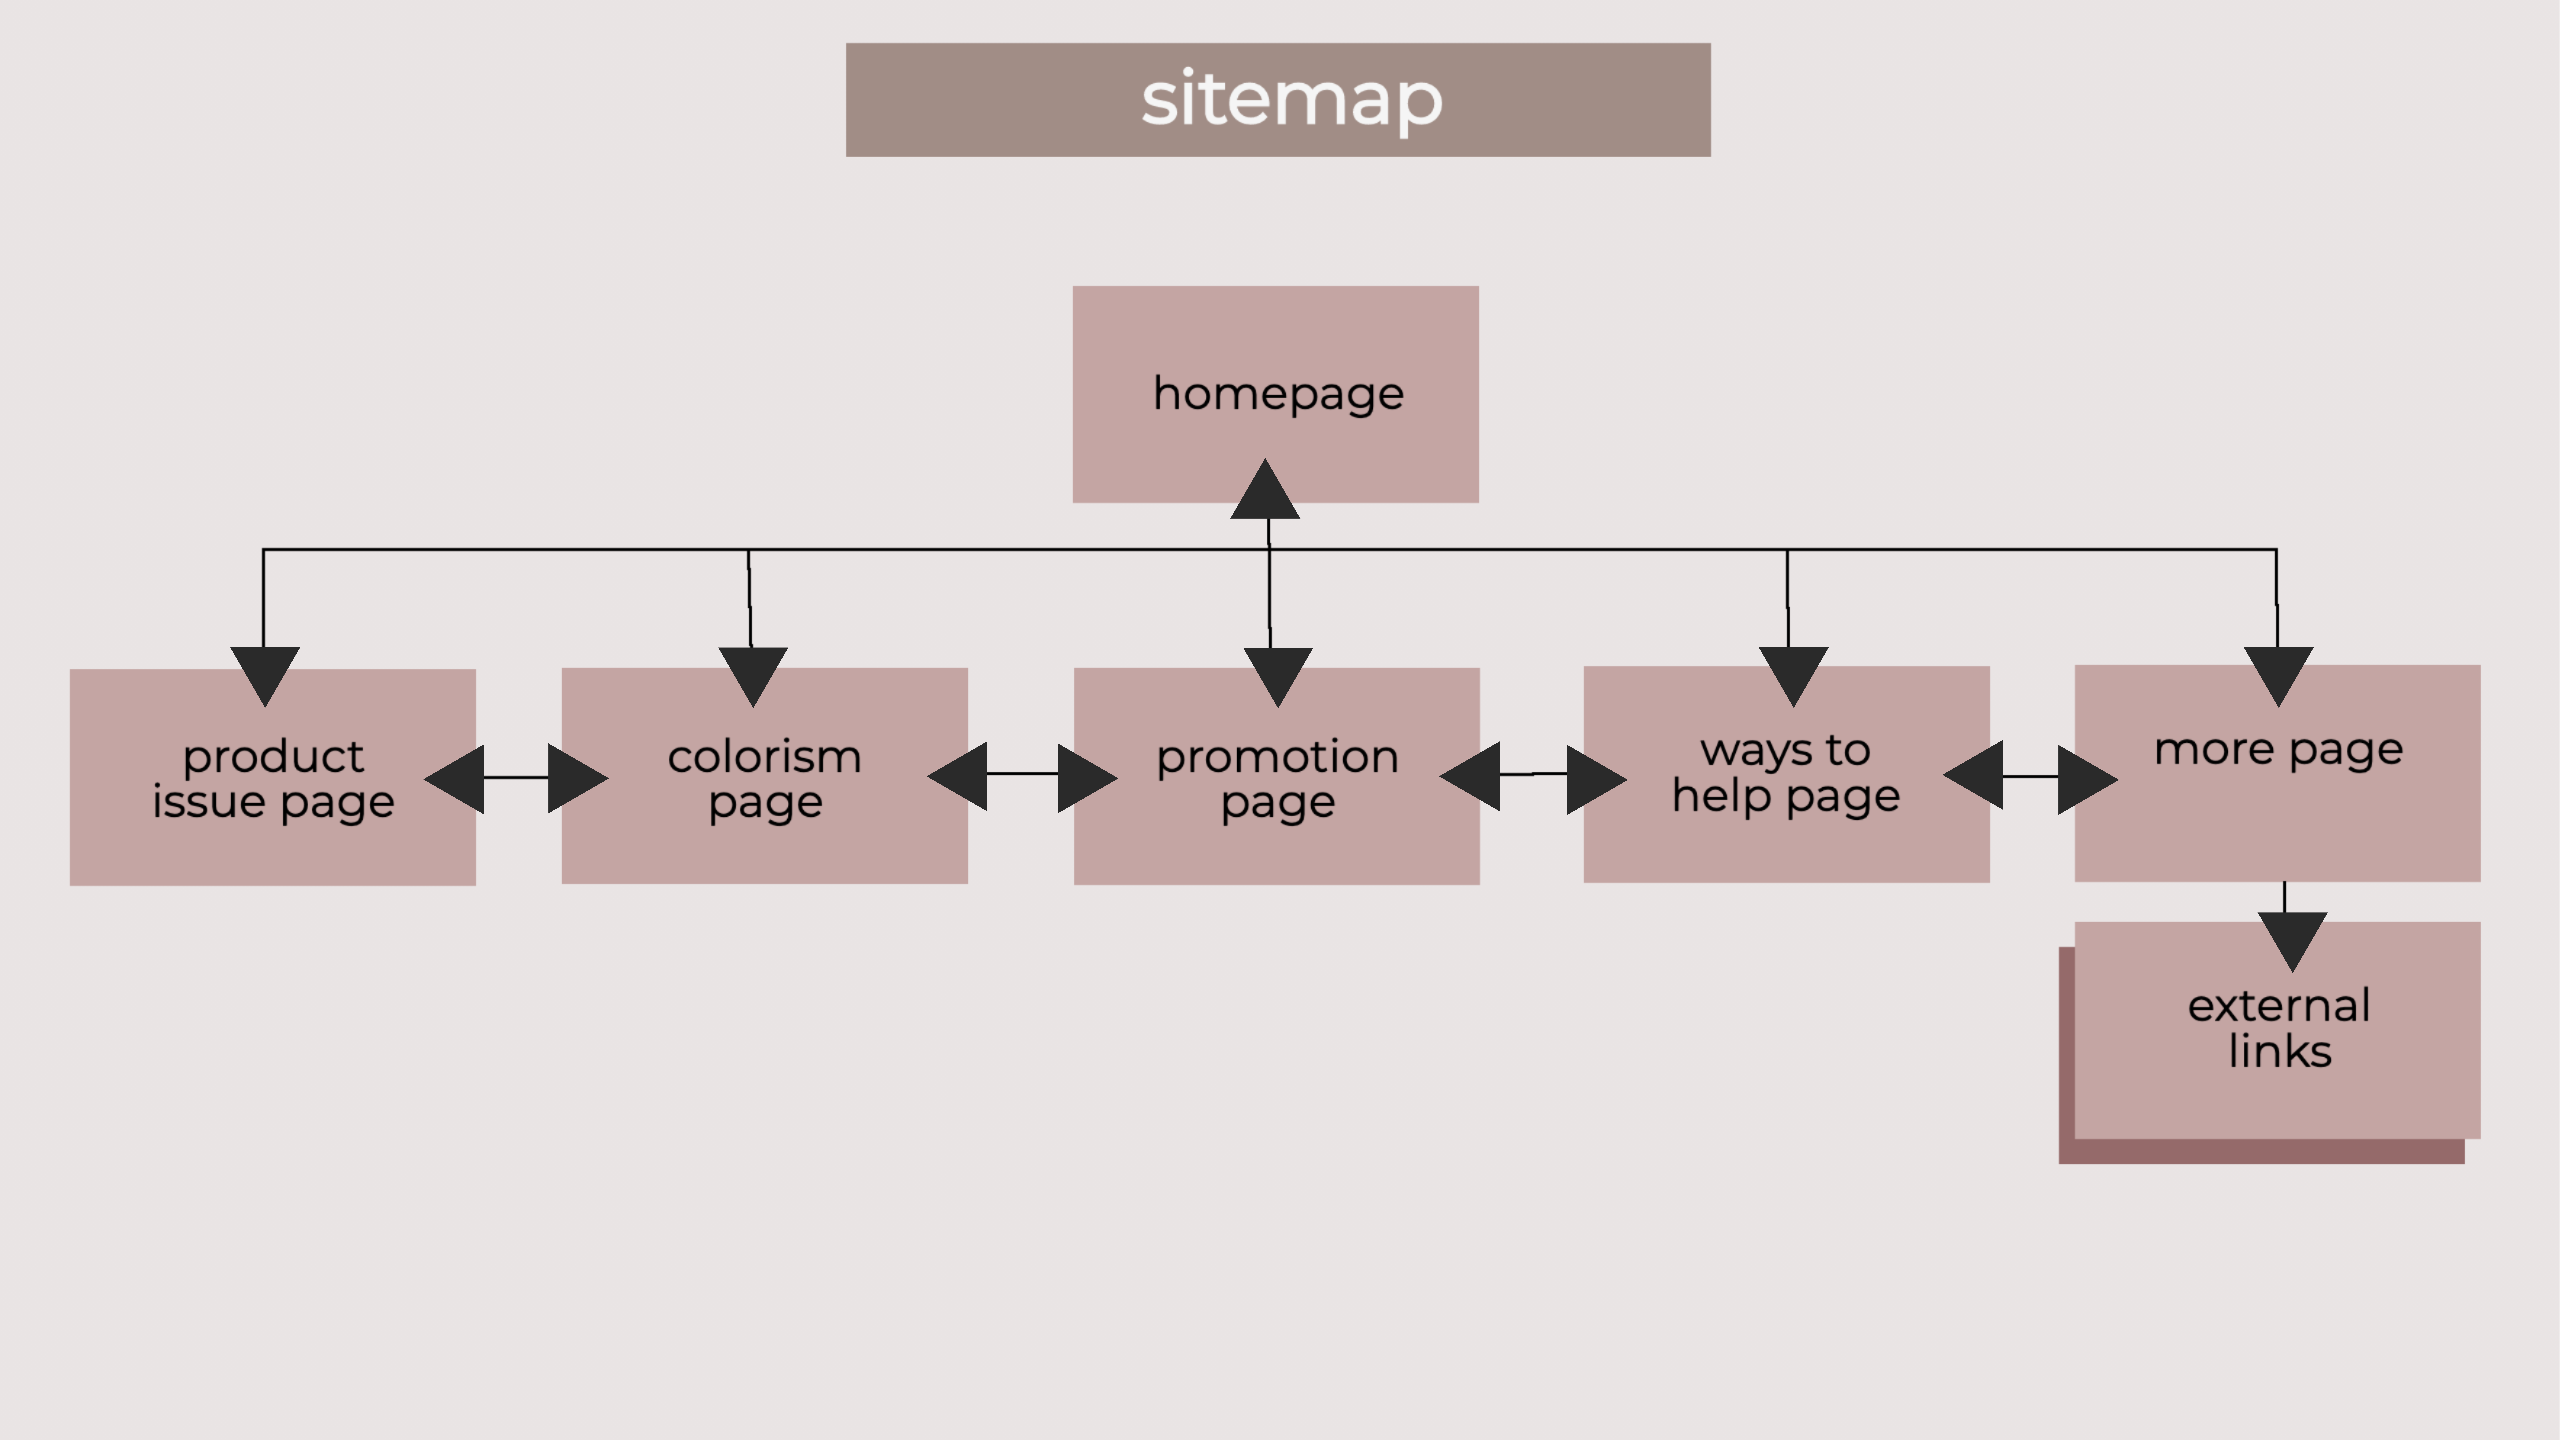 sitemap
homepage
product
issue page
colorism
page
promotion
page
ways to
help page
more page
external
links